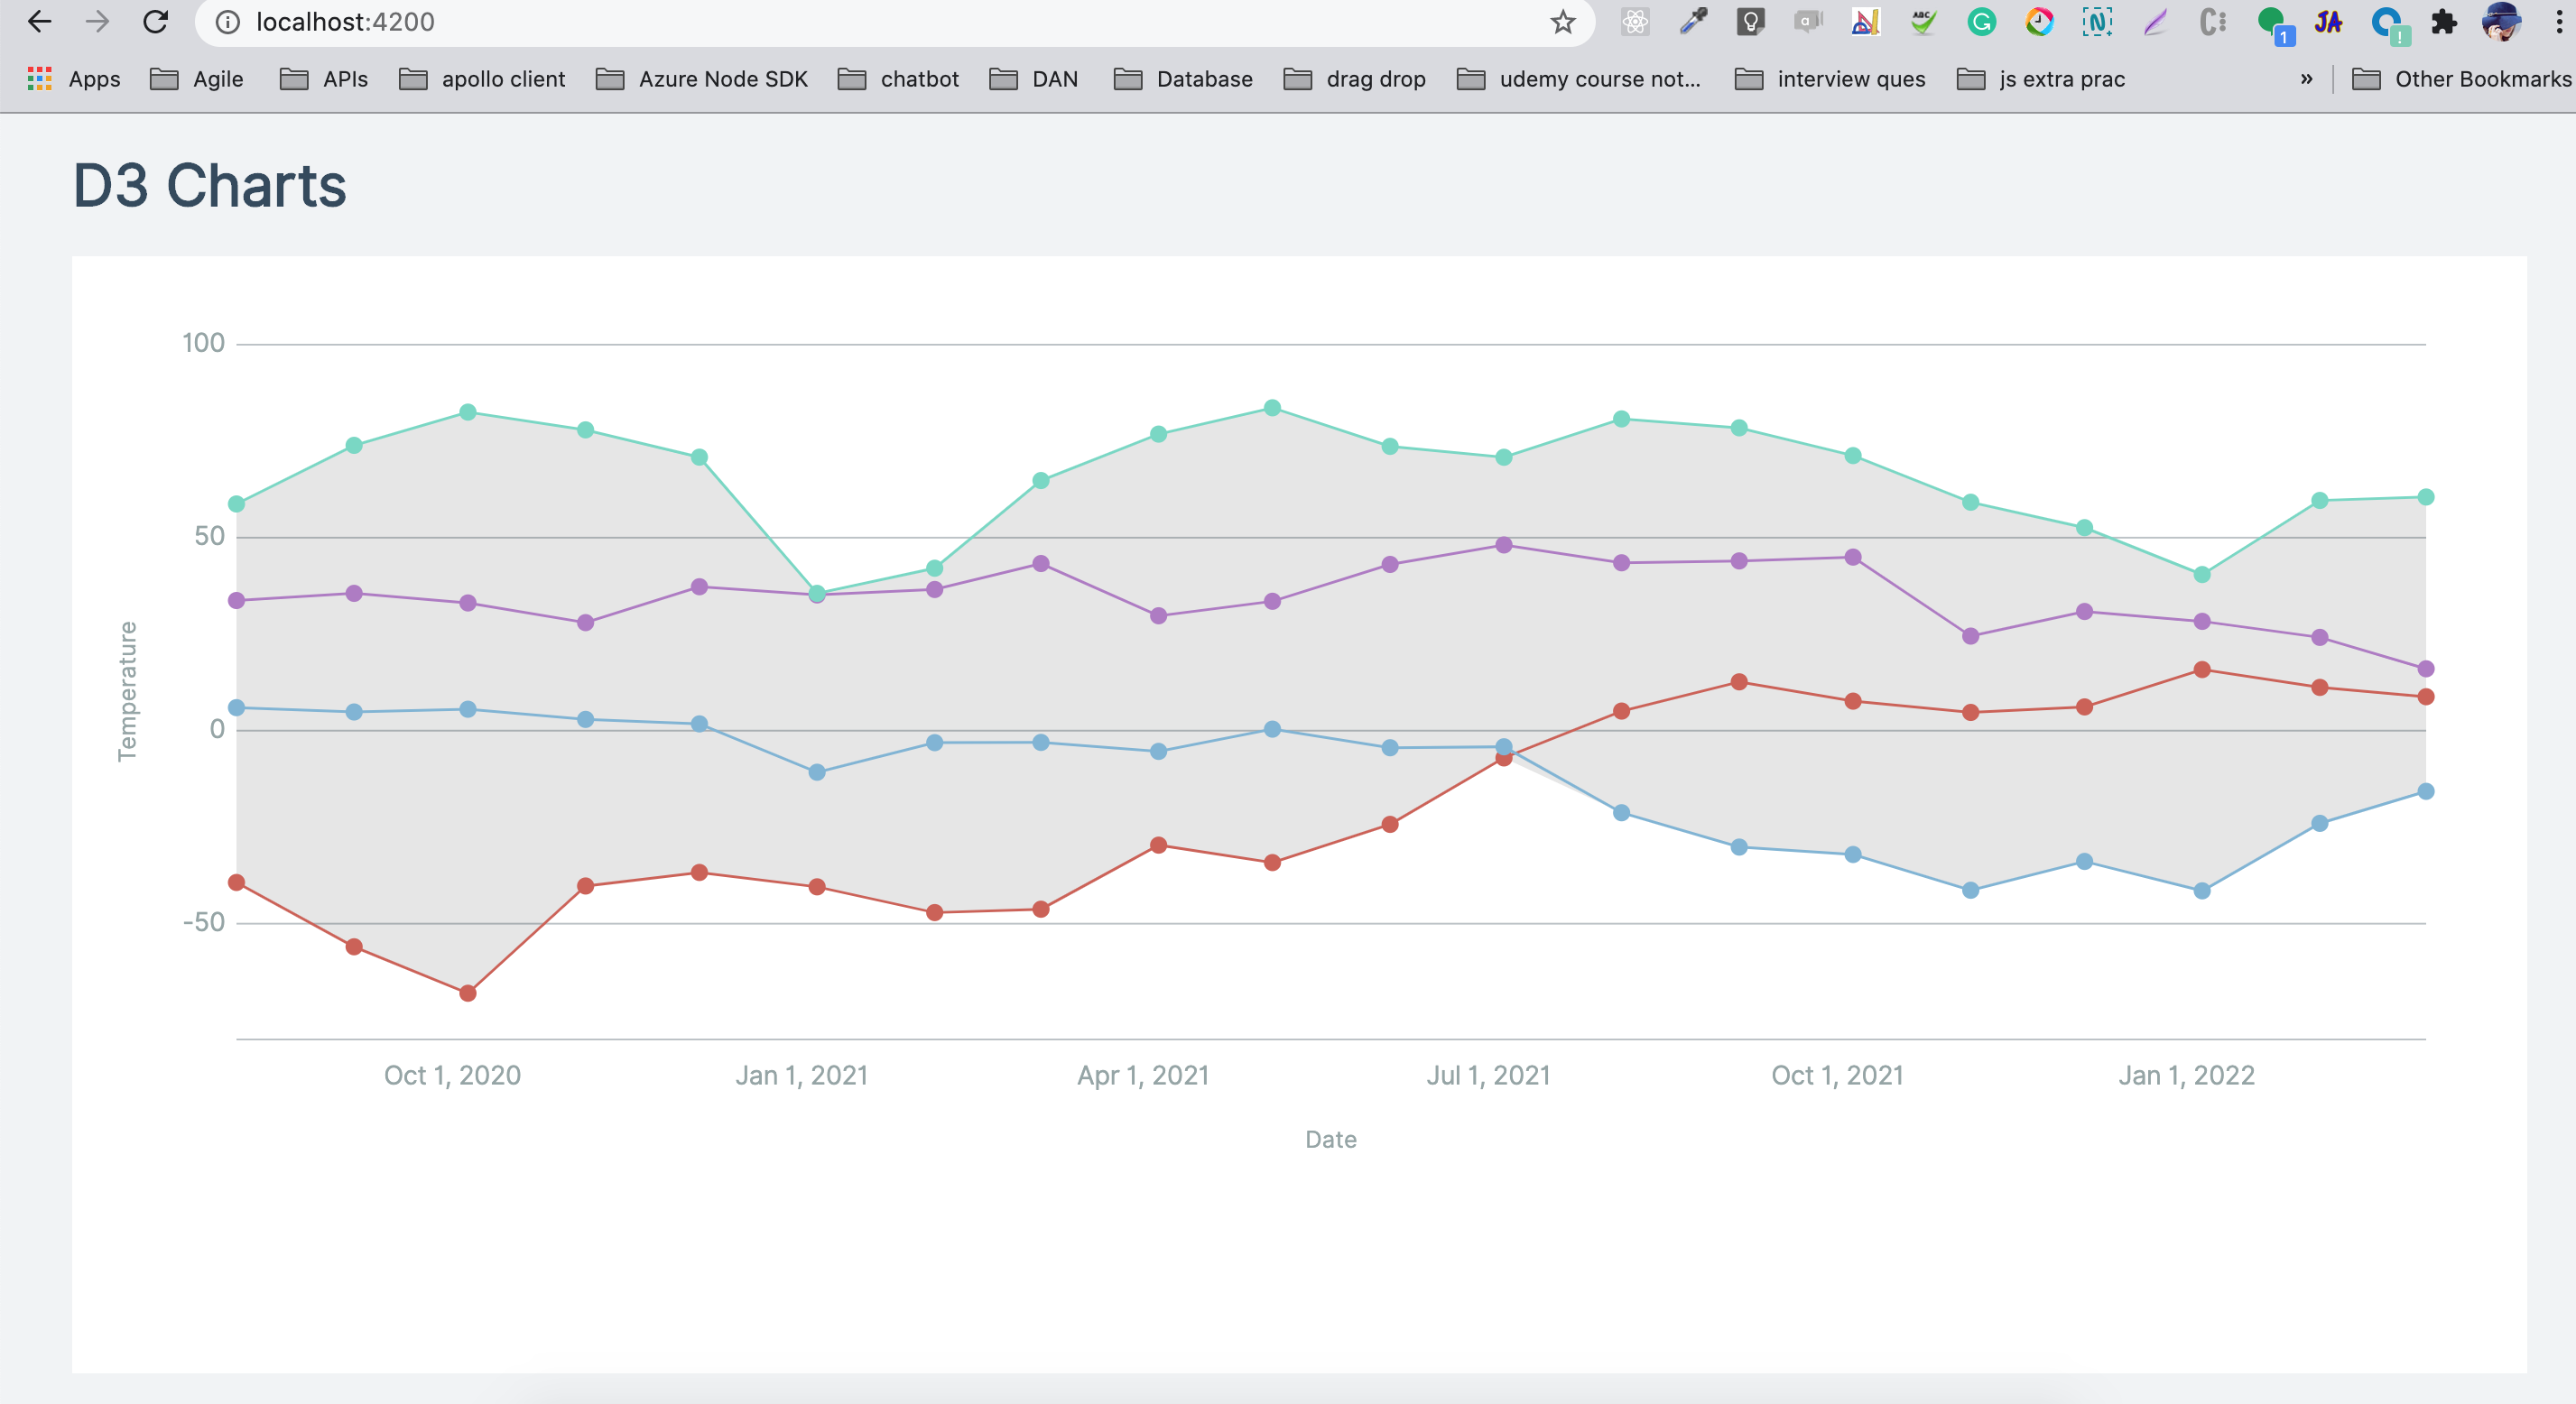 localhost:4200
ABC
1
JA
!
Apps Agile APIs apollo client Azure Node SDK chatbot DAN Database drag drop udemy course not... interview ques js extra prac » Other Bookmarks
D3 Charts
100
50
0
-50
Temperature
Oct 1, 2020 Jan 1, 2021 Apr 1, 2021 Jul 1, 2021 Oct 1, 2021 Jan 1, 2022
Date